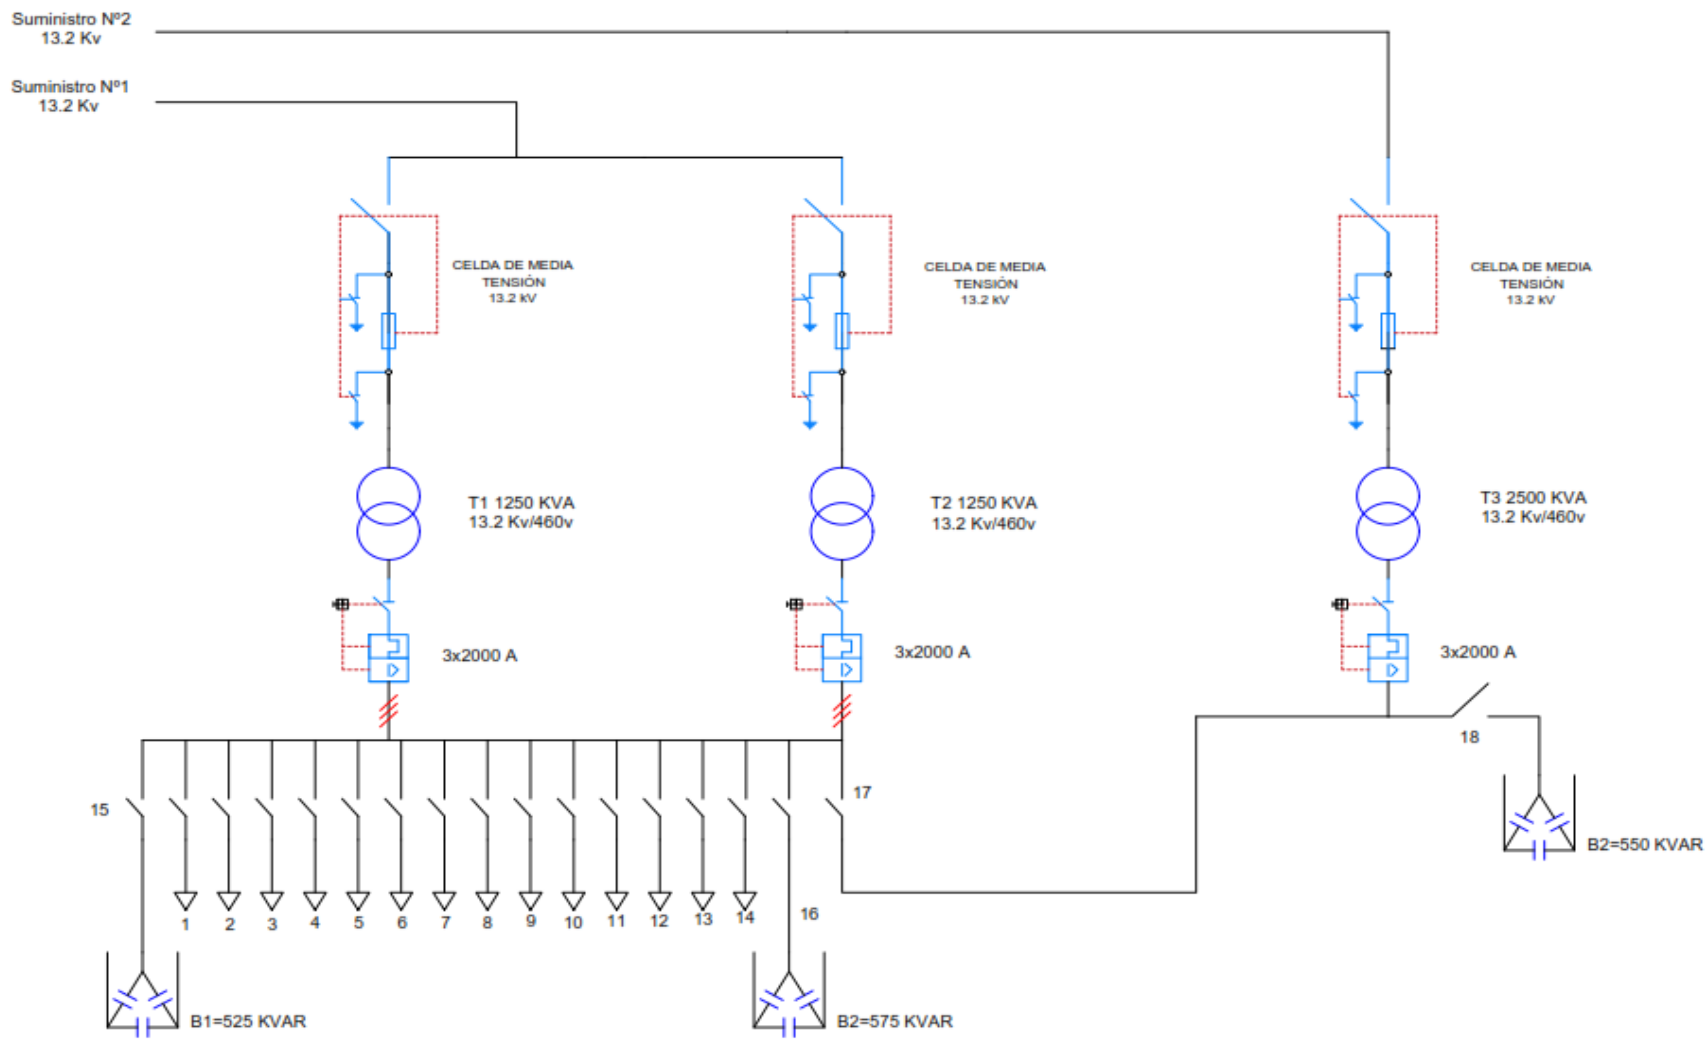 Suministro Nº2
13.2 Kv
Suministro Nº1
13.2 Kv
CELDA DE MEDIA
TENSIÓN
13.2 kV
CELDA DE MEDIA
TENSIÓN
13.2 kV
CELDA DE MEDIA
TENSIÓN
13.2 kV
T1 1250 KVA
13.2 Kv/460v
T2 1250 KVA
13.2 Kv/460v
T3 2500 KVA
13.2 Kv/460v
3x2000 A
3x2000 A
3x2000 A
18
17
15
B2=550 KVAR
1 2 3 4 5 6 7 8 9 10 11 12 13 14 16
B1=525 KVAR
B2=575 KVAR